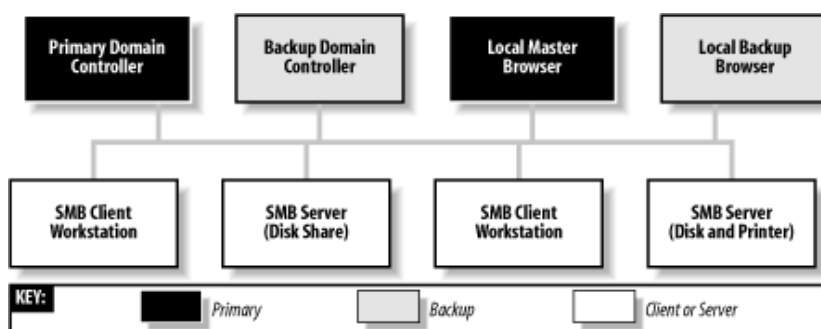 Primary Domain
Controller
Backup Domain
Controller
Local Master
Browser
Local Backup
Browser
SMB Client
Workstation
SMB Server
(Disk Share)
SMB Client
Workstation
SMB Server
(Disk and Printer)
KEY:
Primary
Backup
Client or Server